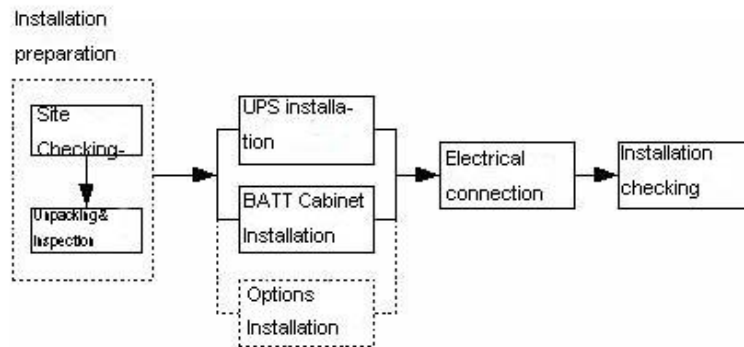 Installation
preparation
Site
Checking-
Unpacking &
Inspection
UPS installa-
tion
BATT Cabinet
Installation
Options
Installation
Electrical
connection
Installation
checking